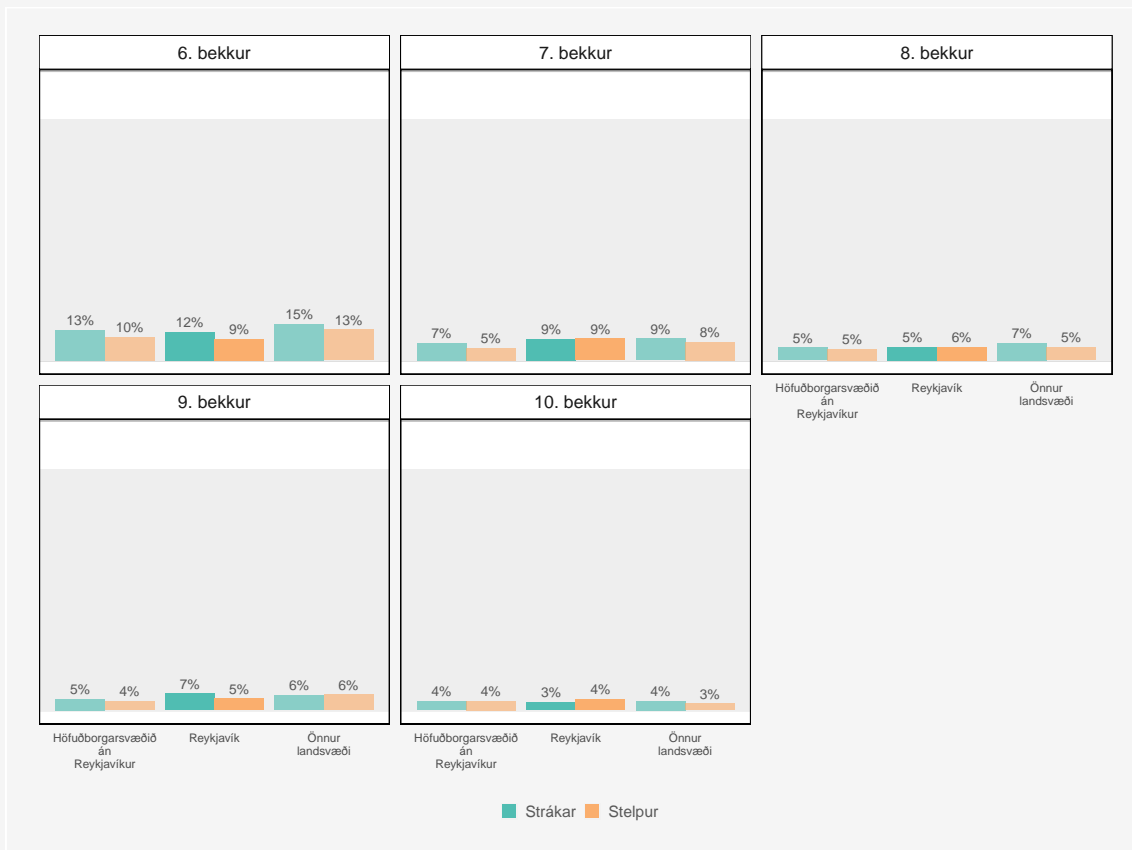 6. bekkur
13% 10% 12% 9% 15% 13%
7. bekkur
7% 5% 9% 9% 9% 8%
8. bekkur
5% 5% 5% 6% 7% 5%
Höfuðborgarsvæðið
án
Reykjavíkur
Reykjavík
Önnur
landsvæði
9. bekkur
5% 4% 7% 5% 6% 6%
Höfuðborgarsvæðið
án
Reykjavíkur
Reykjavík
Önnur
landsvæði
10. bekkur
4% 4% 3% 4% 4% 3%
Höfuðborgarsvæðið
án
Reykjavíkur
Reykjavík
Önnur
landsvæði
Strákar Stelpur